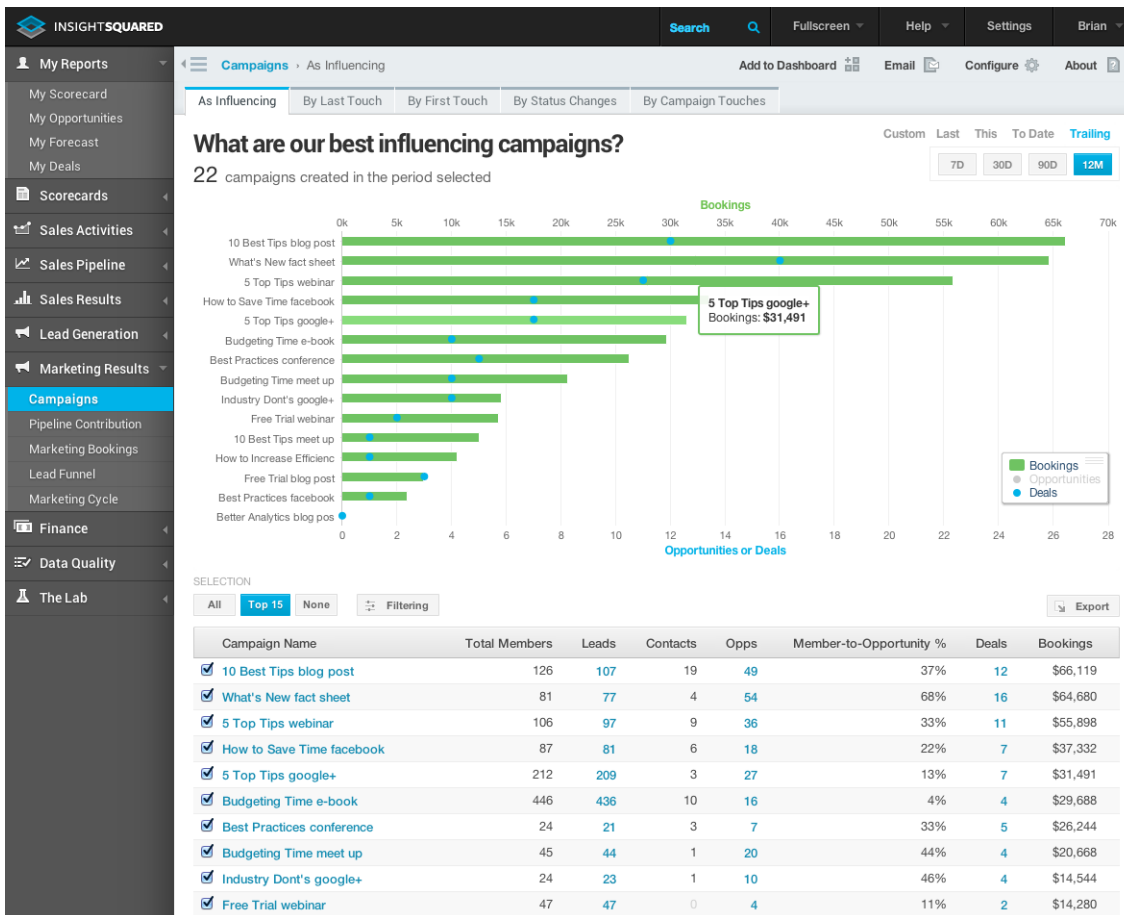 INSIGHTSQUARED Search Fullscreen Help Settings Brian
My Reports
My Scorecard
My Opportunities
My Forecast
My Deals
Scorecards
Sales Activities
Sales Pipeline
Sales Results
Lead Generation
Marketing Results
Campaigns
Pipeline Contribution
Marketing Bookings
Lead Funnel
Marketing Cycle
Finance
Data Quality
The Lab
Campaigns › As Influencing Add to Dashboard Email Configure About
As Influencing By Last Touch By First Touch By Status Changes By Campaign Touches
What are our best influencing campaigns?
22 campaigns created in the period selected
Custom Last This To Date Trailing
7D 30D 90D 12M
Bookings
0k 5k 10k 15k 20k 25k 30k 35k 40k 45k 50k 55k 60k 65k 70k
10 Best Tips blog post
What's New fact sheet
5 Top Tips webinar
How to Save Time facebook
5 Top Tips google+
Budgeting Time e-book
Best Practices conference
Budgeting Time meet up
Industry Dont's google+
Free Trial webinar
10 Best Tips meet up
How to Increase Efficienc
Free Trial blog post
Best Practices facebook
Better Analytics blog pos
5 Top Tips google+
Bookings: $31,491
Bookings
Opportunities
Deals
0 2 4 6 8 10 12 14 16 18 20 22 24 26 28
Opportunities or Deals
SELECTION
All Top 15 None Filtering Export
Campaign Name Total Members Leads Contacts Opps Member-to-Opportunity % Deals Bookings
10 Best Tips blog post 126 107 19 49 37% 12 $66,119
What's New fact sheet 81 77 4 54 68% 16 $64,680
5 Top Tips webinar 106 97 9 36 33% 11 $55,898
How to Save Time facebook 87 81 6 18 22% 7 $37,332
5 Top Tips google+ 212 209 3 27 13% 7 $31,491
Budgeting Time e-book 446 436 10 16 4% 4 $29,688
Best Practices conference 24 21 3 7 33% 5 $26,244
Budgeting Time meet up 45 44 1 20 44% 4 $20,668
Industry Dont's google+ 24 23 1 10 46% 4 $14,544
Free Trial webinar 47 47 0 4 11% 2 $14,280